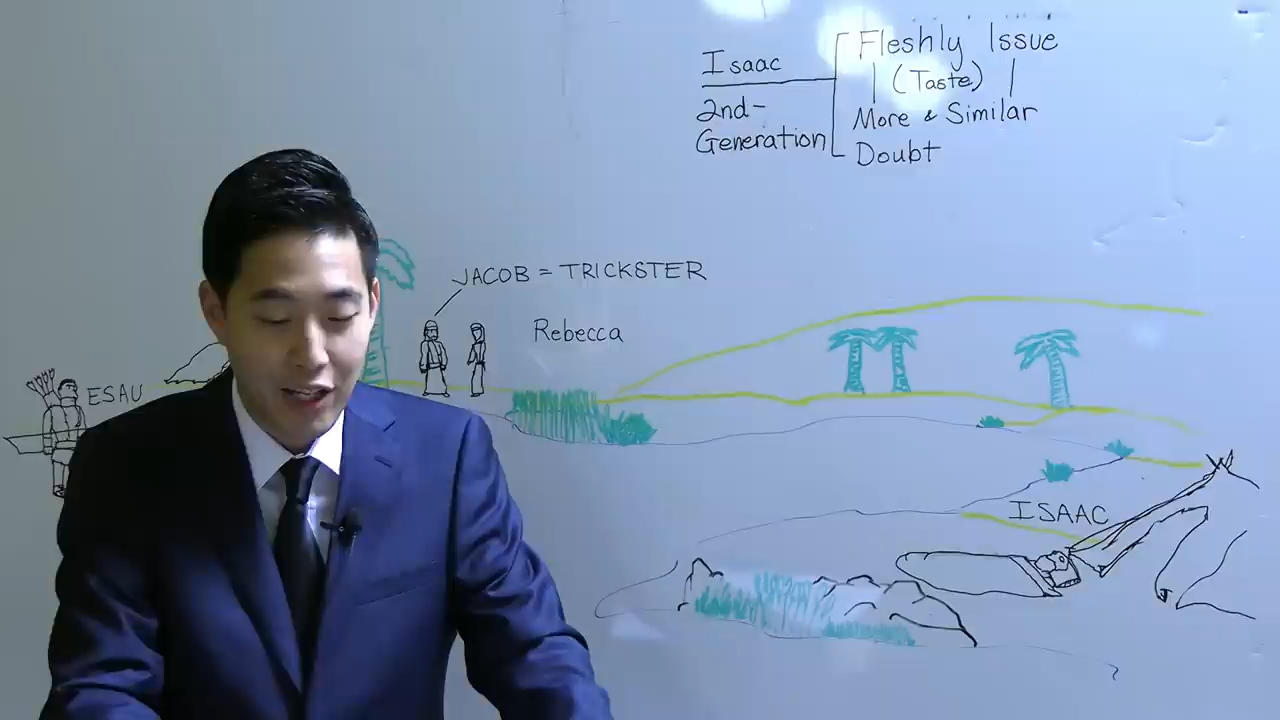 Isaac
2nd-
Generation
Fleshly Issue
(Taste)
More & Similar
Doubt
JACOB = TRICKSTER
Rebecca
ESAU
ISAAC